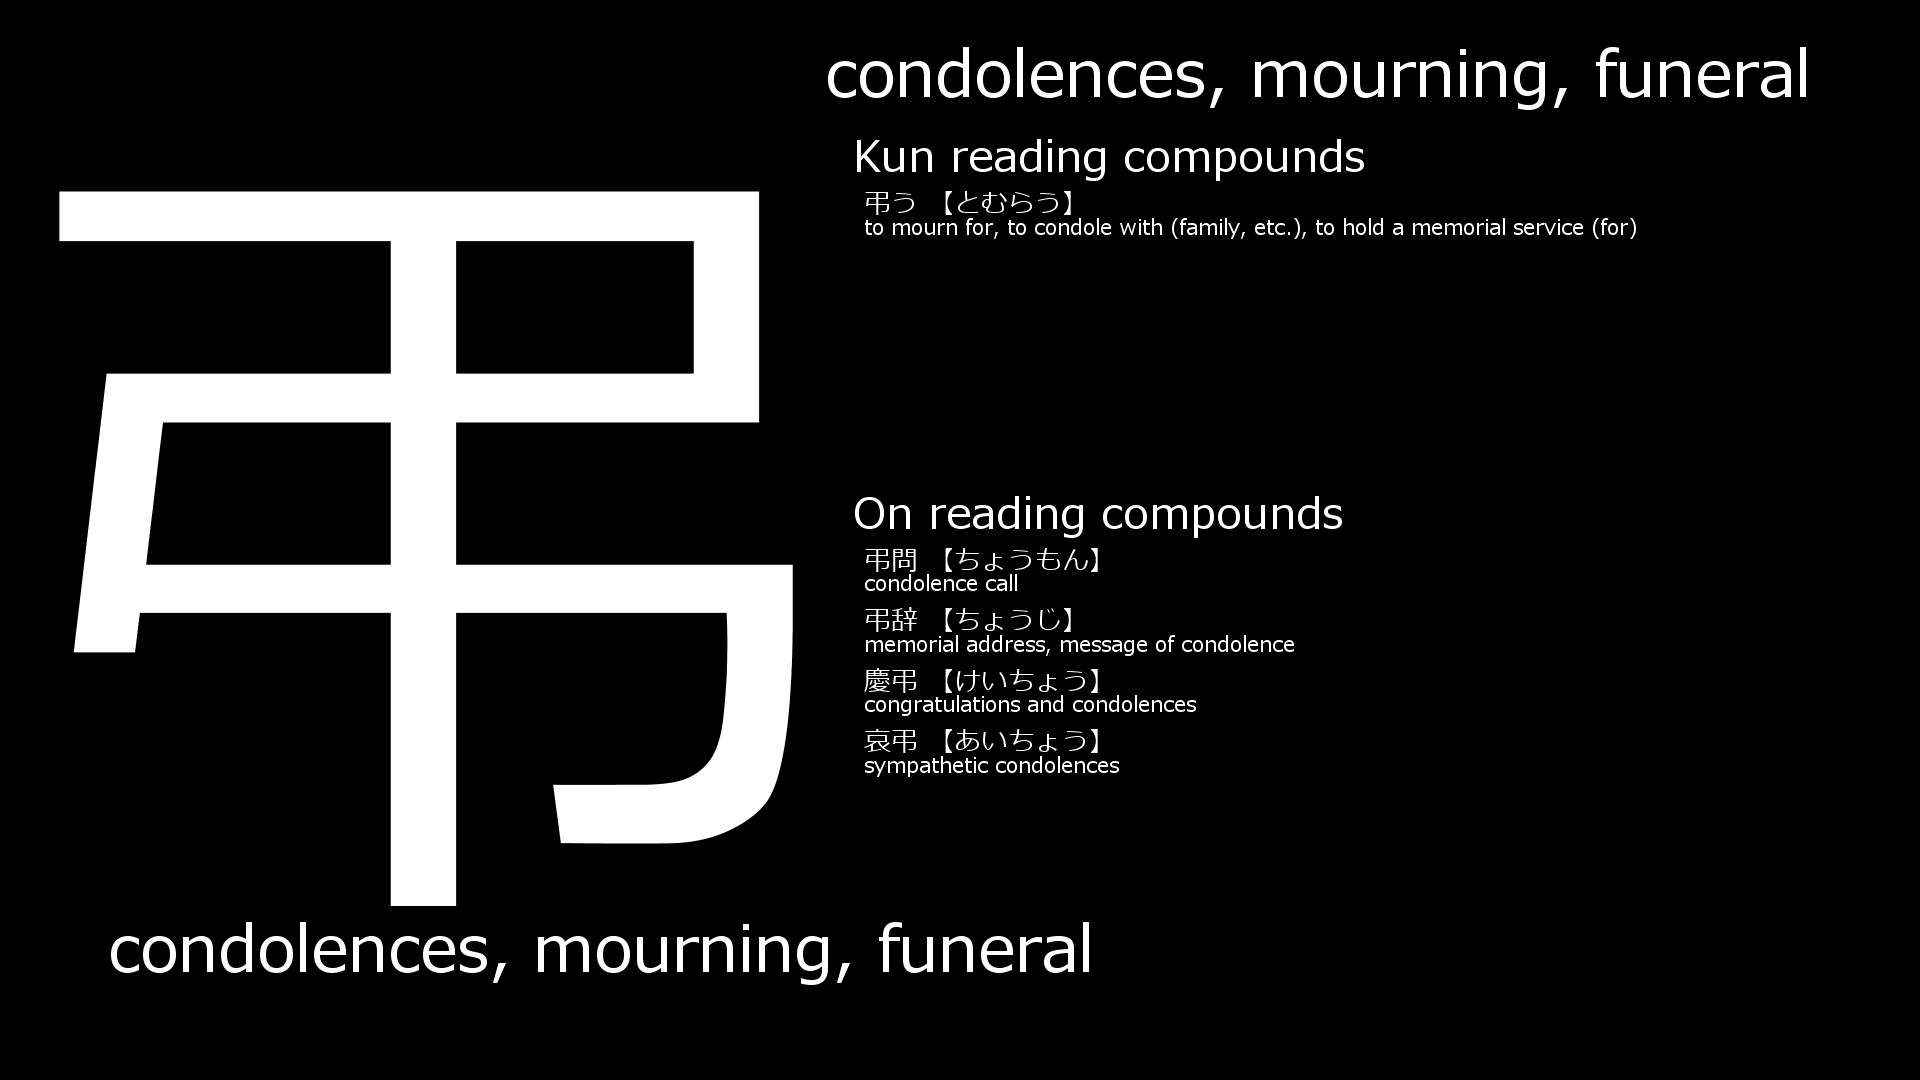 弔
condolences, mourning, funeral
Kun reading compounds
弔う 【とむらう】
to mourn for, to condole with (family, etc.), to hold a memorial service (for)
On reading compounds
弔問 【ちょうもん】
condolence call
弔辞 【ちょうじ】
memorial address, message of condolence
慶弔 【けいちょう】
congratulations and condolences
哀弔 【あいちょう】
sympathetic condolences
condolences, mourning, funeral